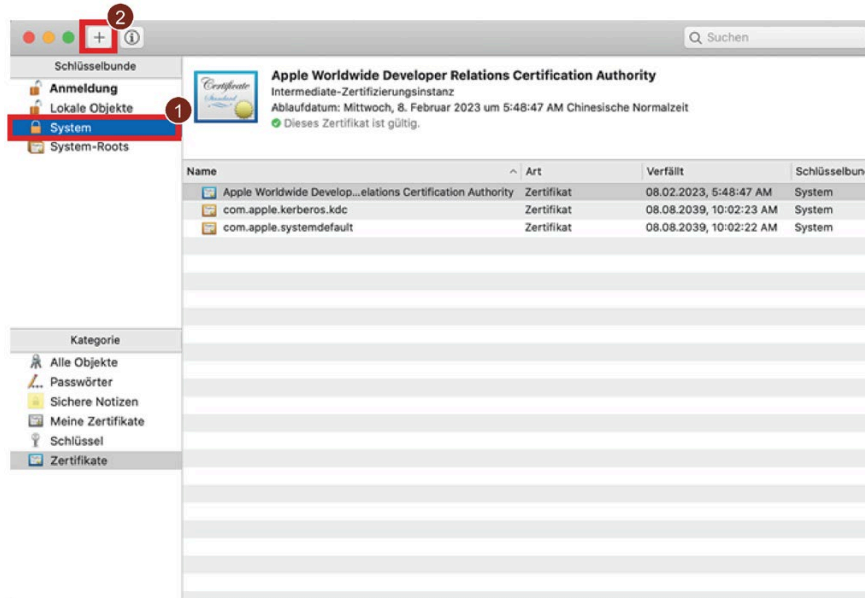 2
+
Suchen
Schlüsselbunde
Anmeldung
Lokale Objekte
1
System
System-Roots
Certificate
Standard
Apple Worldwide Developer Relations Certification Authority
Intermediate-Zertifizierungsinstanz
Ablaufdatum: Mittwoch, 8. Februar 2023 um 5:48:47 AM Chinesische Normalzeit
Dieses Zertifikat ist gültig.
Name Art Verfällt Schlüsselbun
Apple Worldwide Develop...elations Certification Authority Zertifikat 08.02.2023, 5:48:47 AM System
com.apple.kerberos.kdc Zertifikat 08.08.2039, 10:02:23 AM System
com.apple.systemdefault Zertifikat 08.08.2039, 10:02:22 AM System
Kategorie
Alle Objekte
Passwörter
Sichere Notizen
Meine Zertifikate
Schlüssel
Zertifikate